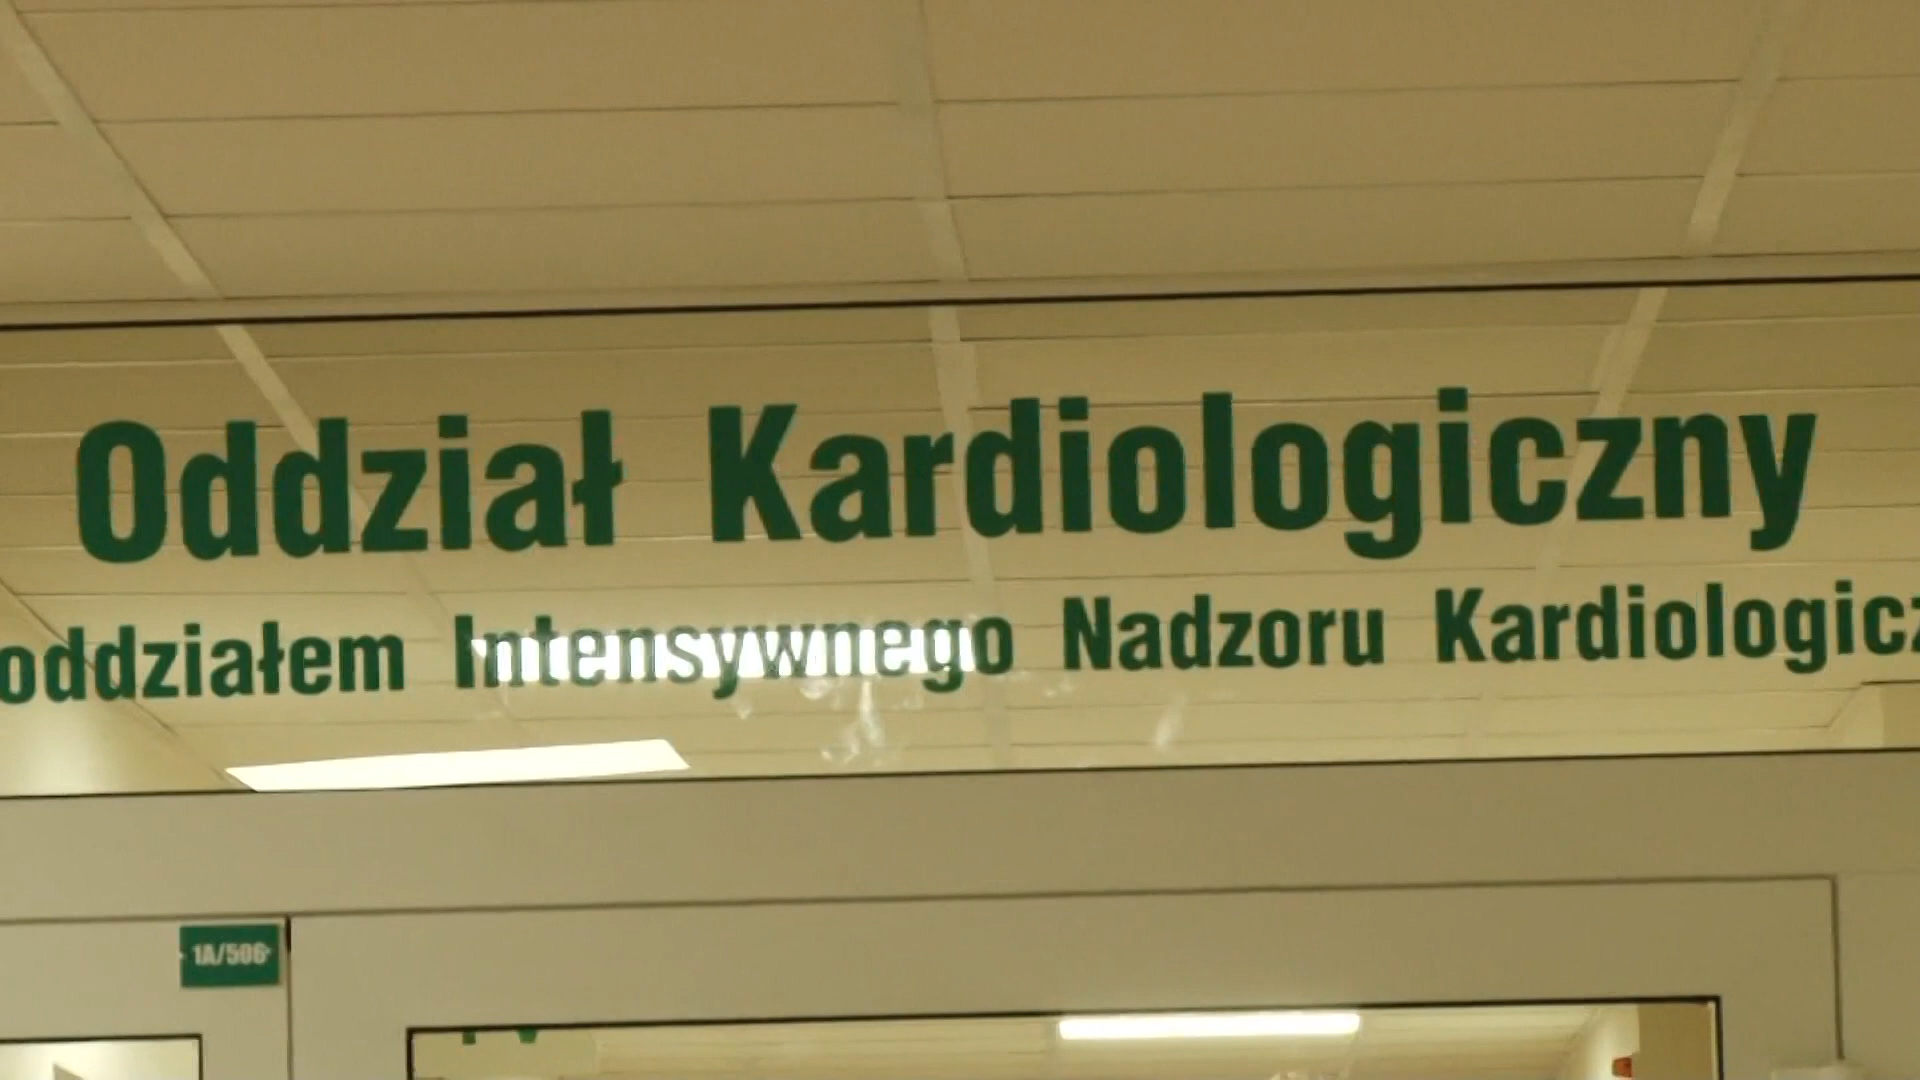 Oddział Kardiologiczny
oddziałem Intensywnego Nadzoru Kardiologicz
1A/506